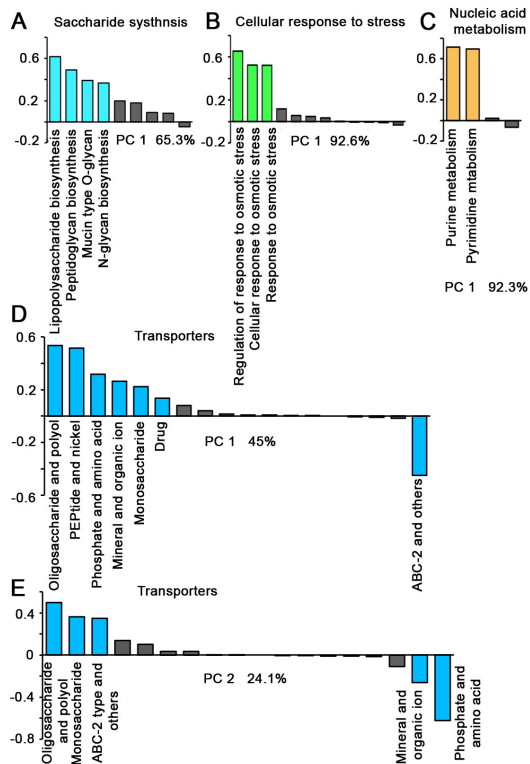 A
Saccharide systhnsis
0.6
0.2
-0.2
PC 1 65.3%
Lipopolysaccharide biosynthesis
Peptidoglycan biosynthesis
Mucin type O-glycan
N-glycan biosynthesis
B
Cellular response to stress
0.6
0.2
-0.2
PC 1 92.6%
Regulation of response to osmotic stress
Cellular response to osmotic stress
Response to osmotic stress
C
Nucleic acid
metabolism
0.6
0.2
-0.2
Purine metabolism
Pyrimidine mtabolism
PC 1 92.3%
D
Transporters
0.6
0.2
-0.2
-0.6
PC 1 45%
Oligosaccharide and polyol
PEPtide and nickel
Phosphate and amino acid
Mineral and organic ion
Monosaccharide
Drug
ABC-2 and others
E
Transporters
0.4
0
-0.4
-0.8
PC 2 24.1%
Oligosaccharide
and polyol
Monosaccharide
ABC-2 type and
others
Mineral and
organic ion
Phosphate and
amino acid